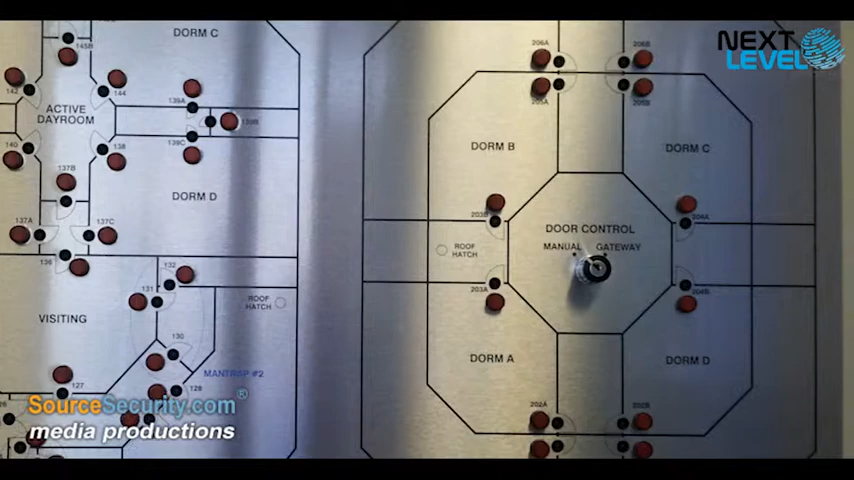 NEXT
LEVEL
DORM C
145B
142
144
ACTIVE
DAYROOM
139A
139B
139C
140
138
137B
DORM D
137A
137C
136
132
131
ROOF
HATCH
VISITING
130
MANTRAP #2
127
128
206A
206B
205A
205B
DORM B
DORM C
203B
204A
DOOR CONTROL
MANUAL
GATEWAY
ROOF
HATCH
203A
204B
DORM A
DORM D
202A
202B
SourceSecurity.com®
media productions